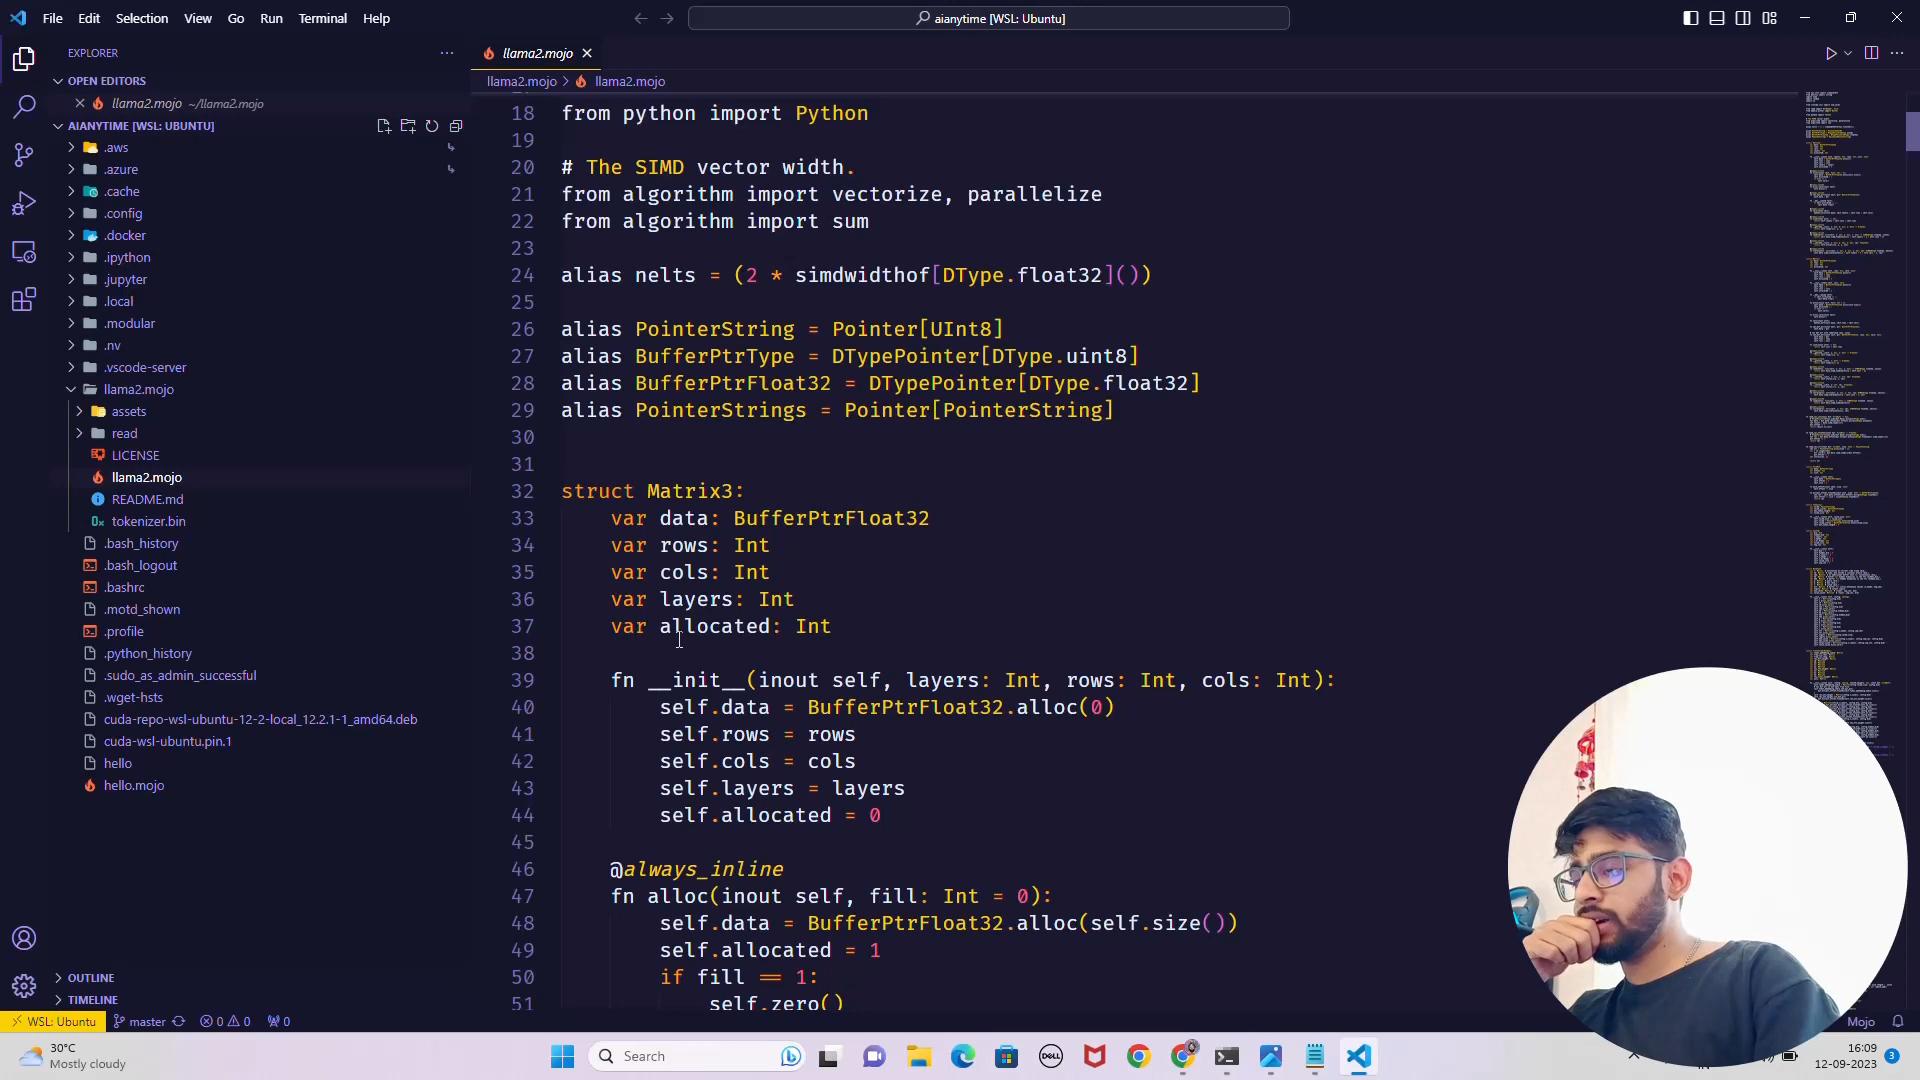 File Edit Selection View Go Run Terminal Help
aianytime [WSL: Ubuntu]
EXPLORER
OPEN EDITORS
llama2.mojo ~/llama2.mojo
AIANYTIME [WSL: UBUNTU]
.aws
.azure
.cache
.config
.docker
.ipython
.jupyter
.local
.modular
.nv
.vscode-server
llama2.mojo
assets
read
LICENSE
llama2.mojo
README.md
tokenizer.bin
.bash_history
.bash_logout
.bashrc
.motd_shown
.profile
.python_history
.sudo_as_admin_successful
.wget-hsts
cuda-repo-wsl-ubuntu-12-2-local_12.2.1-1_amd64.deb
cuda-wsl-ubuntu.pin.1
hello
hello.mojo
OUTLINE
TIMELINE
llama2.mojo
llama2.mojo > llama2.mojo
18 from python import Python
19
20 # The SIMD vector width.
21 from algorithm import vectorize, parallelize
22 from algorithm import sum
23
24 alias nelts = (2 * simdwidthof[DType.float32]())
25
26 alias PointerString = Pointer[UInt8]
27 alias BufferPtrType = DTypePointer[DType.uint8]
28 alias BufferPtrFloat32 = DTypePointer[DType.float32]
29 alias PointerStrings = Pointer[PointerString]
30
31
32 struct Matrix3:
33 var data: BufferPtrFloat32
34 var rows: Int
35 var cols: Int
36 var layers: Int
37 var allocated: Int
38
39 fn __init__(inout self, layers: Int, rows: Int, cols: Int):
40 self.data = BufferPtrFloat32.alloc(0)
41 self.rows = rows
42 self.cols = cols
43 self.layers = layers
44 self.allocated = 0
45
46 @always_inline
47 fn alloc(inout self, fill: Int = 0):
48 self.data = BufferPtrFloat32.alloc(self.size())
49 self.allocated = 1
50 if fill == 1:
51 self.zero()
WSL: Ubuntu master 0 0 0 Mojo
30°C
Mostly cloudy
Search
DELL
16:09
12-09-2023
3